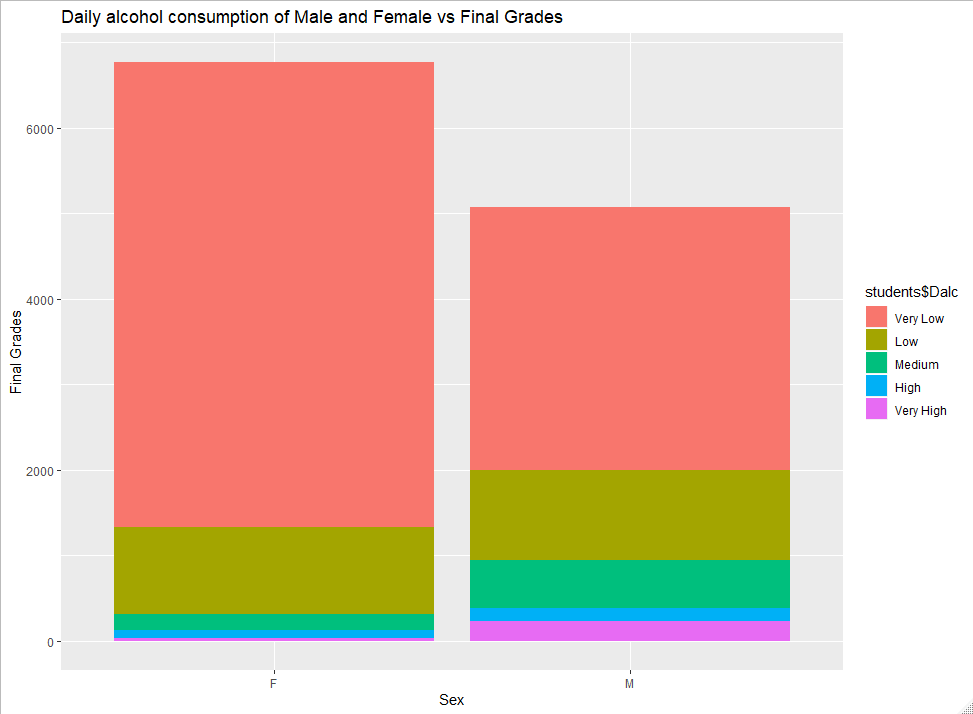 Daily alcohol consumption of Male and Female vs Final Grades
Final Grades
6000
4000
2000
0
F
M
Sex
students$Dalc
Very Low
Low
Medium
High
Very High